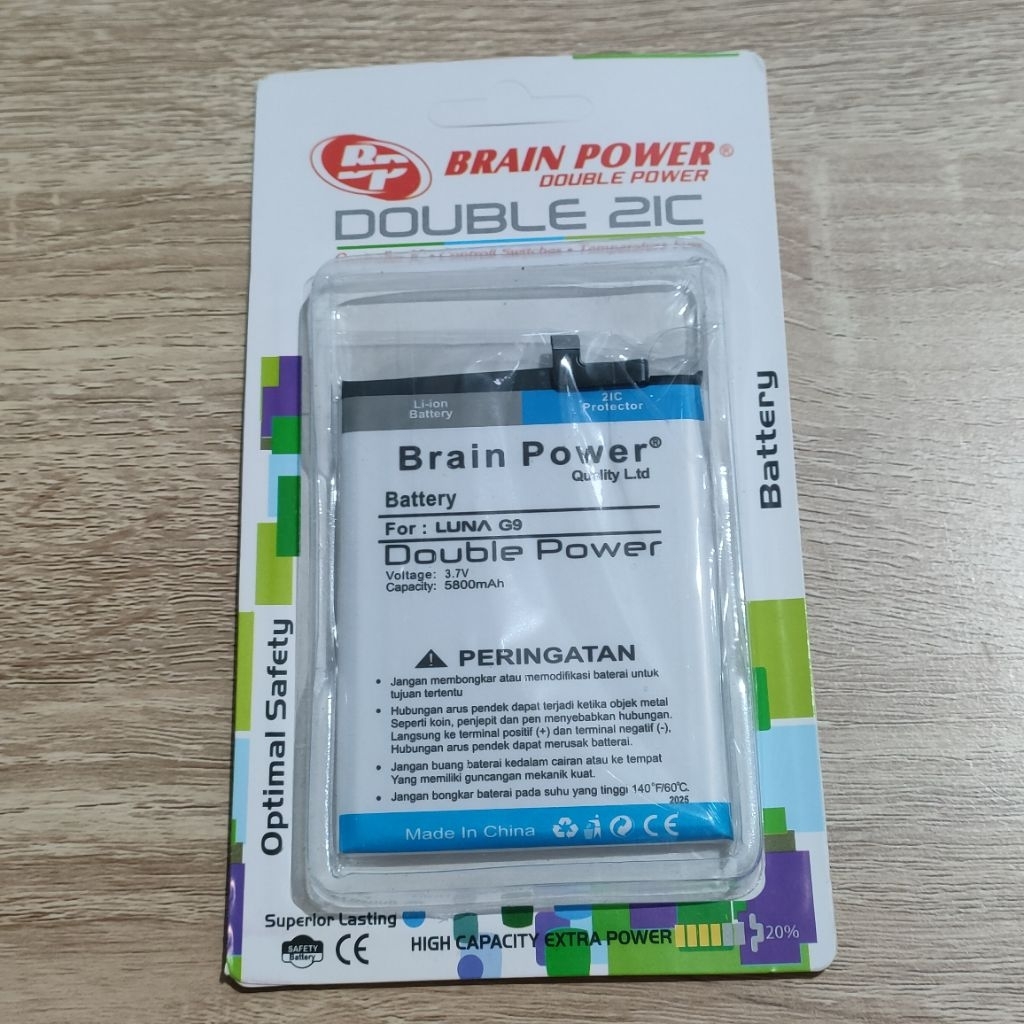 BP BRAIN POWER®
DOUBLE POWER
DOUBLE 2IC
Controll Switches • Temperature
Li-ion
Battery
2IC
Protector
Brain Power®
Quality L.td
Battery
For : LUNA G9
Double Power
Voltage: 3.7V
Capacity: 5800mAh
PERINGATAN
• Jangan membongkar atau memodifikasi baterai untuk
tujuan tertentu
• Hubungan arus pendek dapat terjadi ketika objek metal
Seperti koin, penjepit dan pen menyebabkan hubungan.
Langsung ke terminal positif (+) dan terminal negatif (-).
Hubungan arus pendek dapat merusak batterai.
• Jangan buang baterai kedalam cairan atau ke tempat
Yang memiliki guncangan mekanik kuat.
• Jangan bongkar baterai pada suhu yang tinggi 140°F/60°C.
2025
Made In China CE
Optimal Safety
Battery
Superior Lasting
SAFETY
Battery
CE
HIGH CAPACITY EXTRA POWER
20%